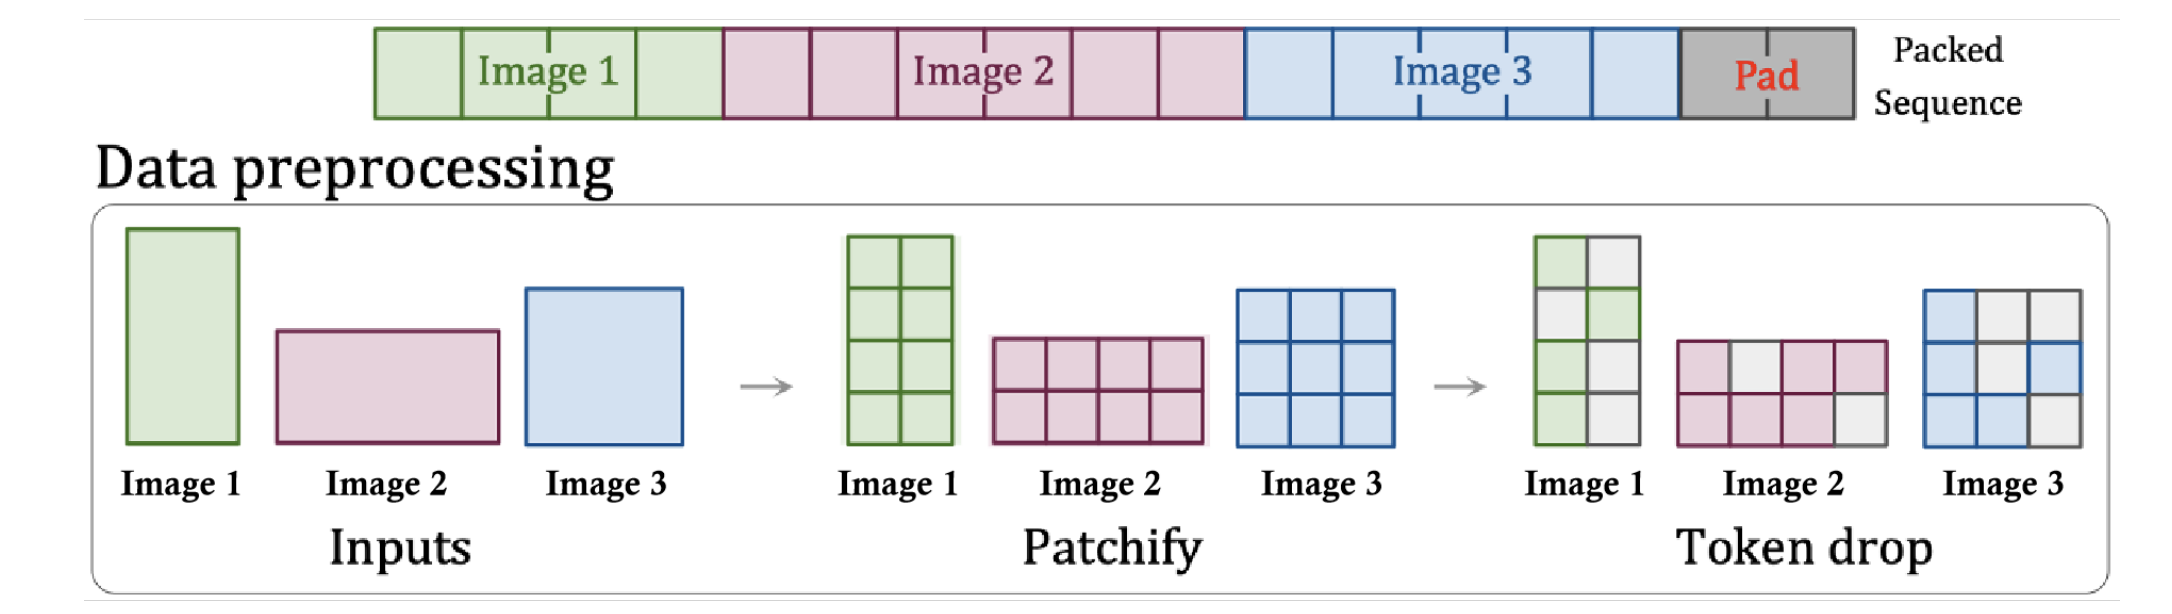 Image 1
Image 2
Image 3
Pad
Packed
Sequence
Data preprocessing
Image 1
Image 2
Image 3
Inputs
Image 1
Image 2
Image 3
Patchify
Image 1
Image 2
Image 3
Token drop